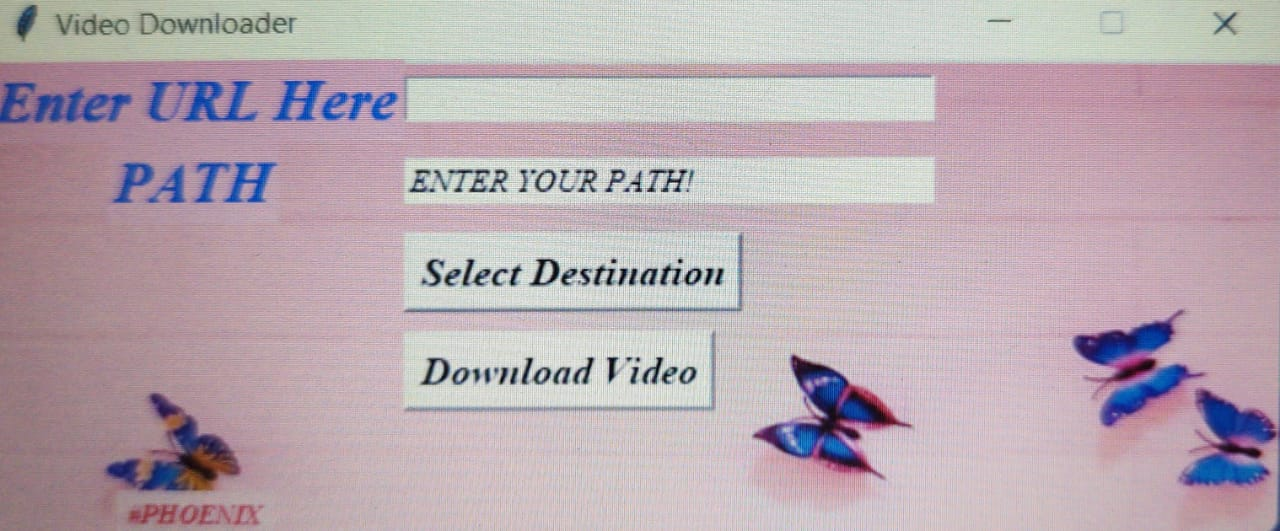 Video Downloader
Enter URL Here
PATH
ENTER YOUR PATH!
Select Destination
Download Video
#PHOENIX